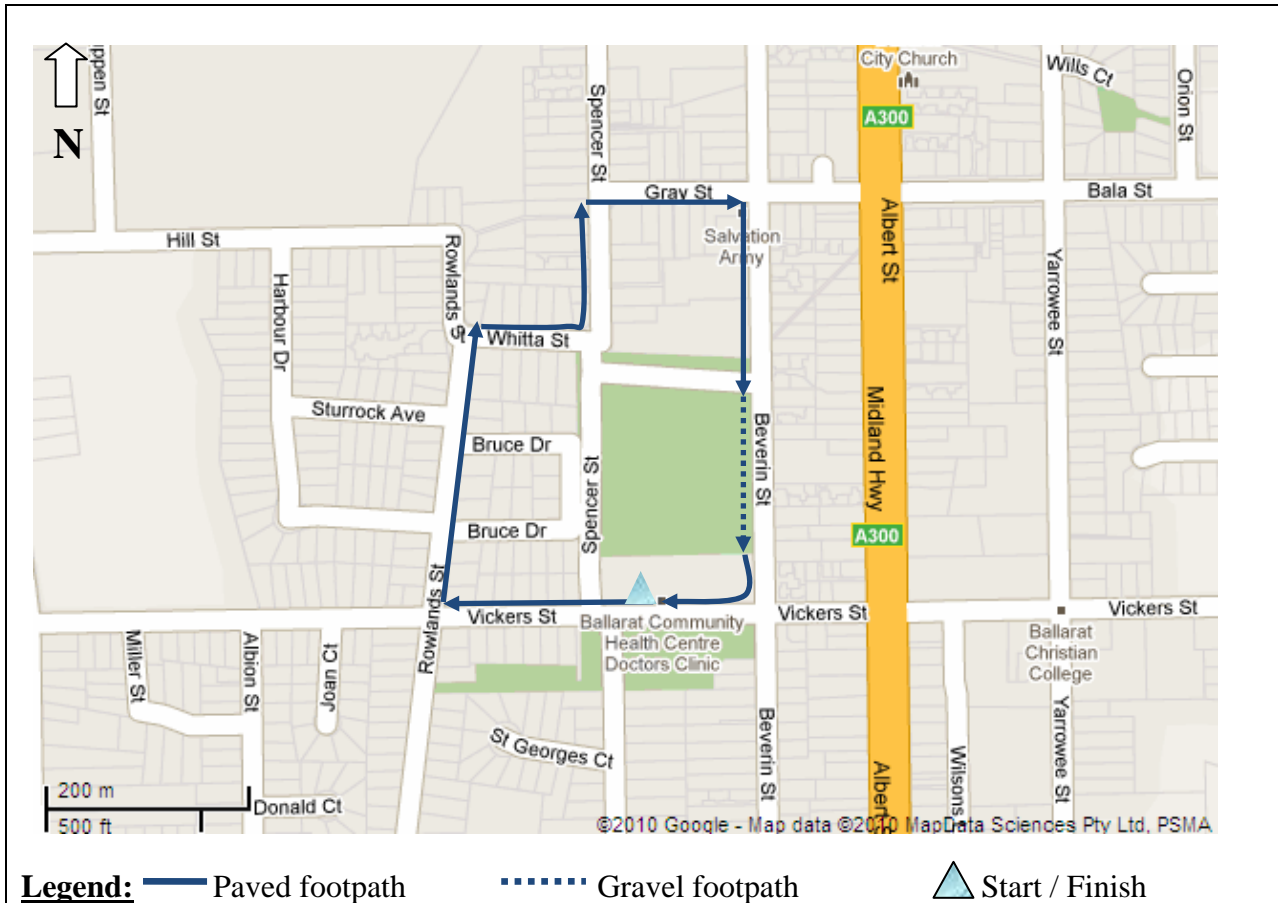 City Church
Wills Ct
Orion St
ippen St
Spencer St
A300
N
Gray St
Bala St
Albert St
Salvation
Army
Hill St
Rowlands St
Yarrowee St
Harbour Dr
Whitta St
Sturrock Ave
Midland Hwy
Beverin St
Bruce Dr
Spencer St
Bruce Dr
A300
Rowlands St
Vickers St
Ballarat Community
Health Centre
Doctors Clinic
Vickers St
Vickers St
Ballarat
Christian
College
Miller St
Albion St
Joan Ct
St Georges Ct
Beverin St
Yarrowee St
Wilsons
Albert S
200 m
500 ft
Donald Ct
©2010 Google - Map data ©2010 MapData Sciences Pty Ltd, PSMA
Legend: Paved footpath Gravel footpath Start / Finish